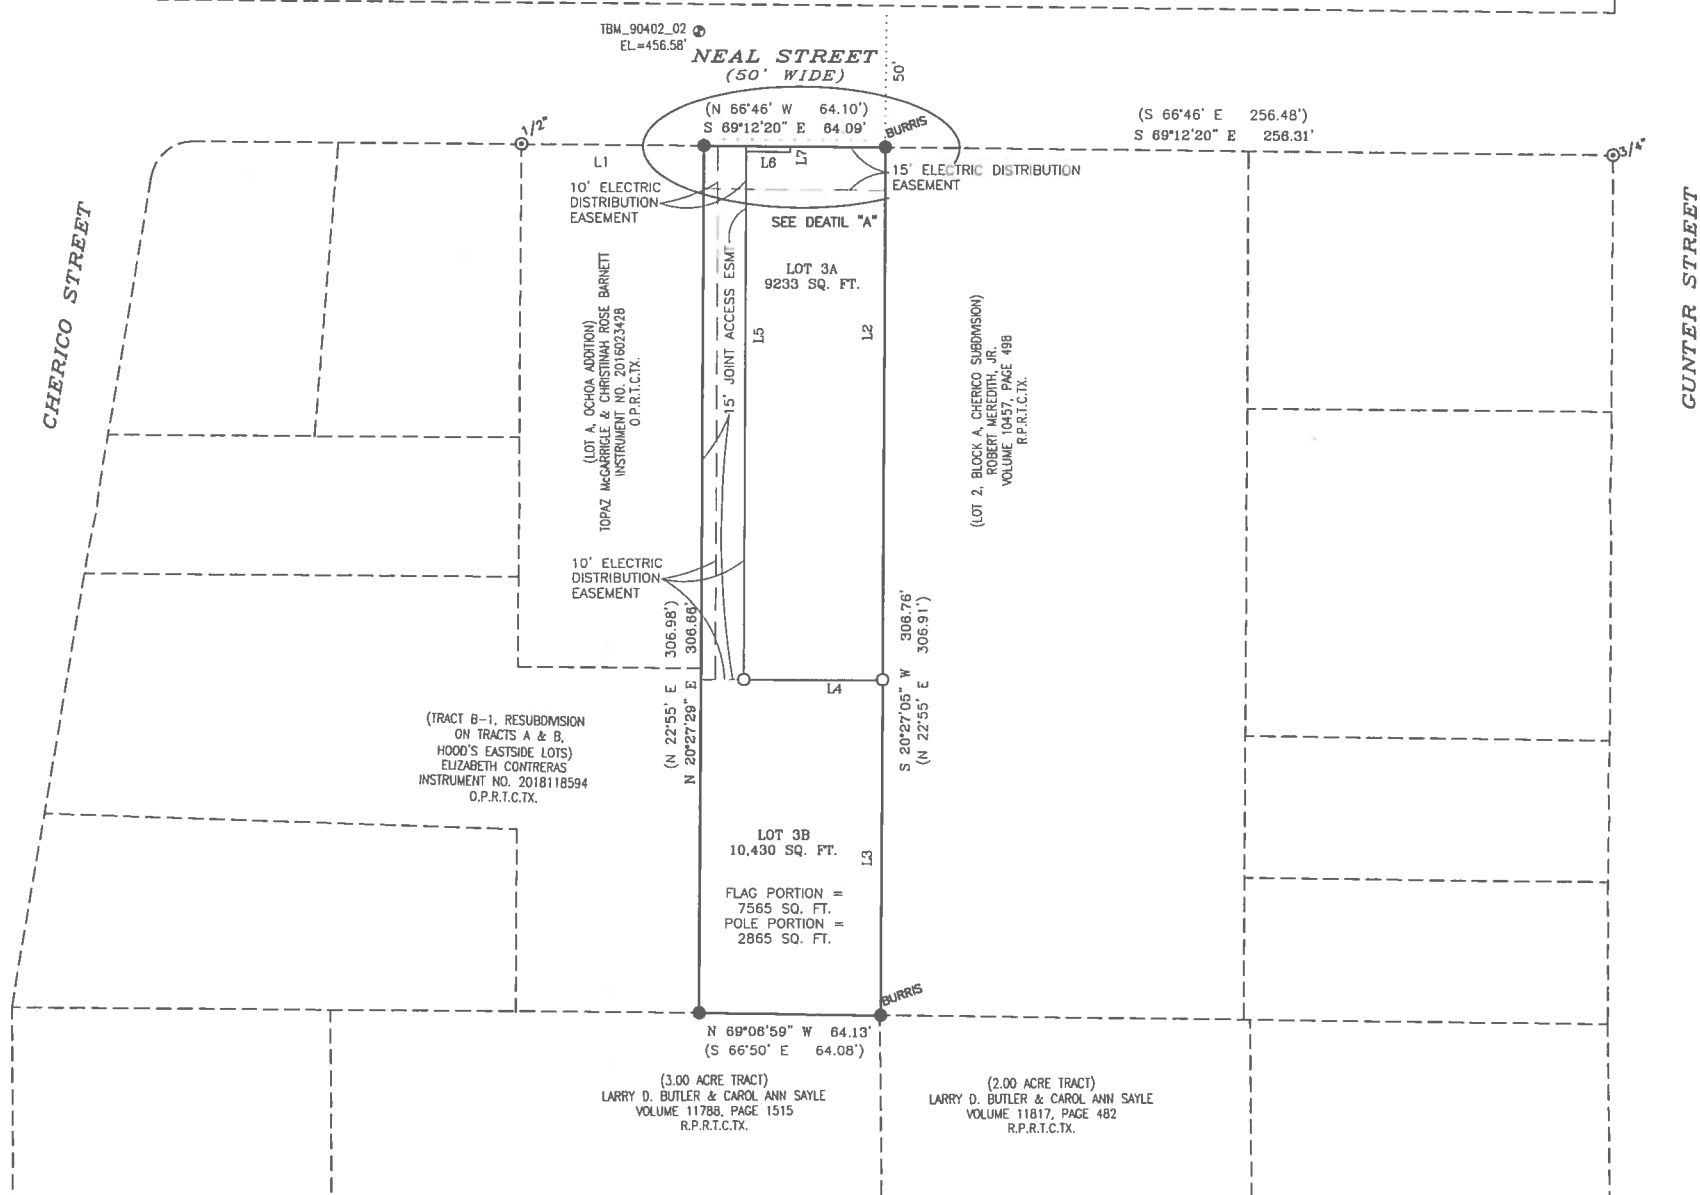 TBM_90402_02
EL=456.58'
NEAL STREET
(50' WIDE)
50'
(N 66°46' W 64.10')
S 69°12'20" E 64.09'
BURRIS
(S 66°46' E 256.48')
S 69°12'20" E 256.31'
1/2"
3/4"
L1
L6
L7
15' ELECTRIC DISTRIBUTION
EASEMENT
10' ELECTRIC
DISTRIBUTION
EASEMENT
SEE DEATIL "A"
CHERICO STREET
GUNTER STREET
LOT 3A
9233 SQ. FT.
15' JOINT ACCESS ESMT
L5
L2
(LOT A, OCHOA ADDITION)
TOPAZ McGARRIGLE & CHRISTINAH ROSE BARNETT
INSTRUMENT NO. 2016023428
O.P.R.T.C.TX.
(LOT 2, BLOCK A, CHERICO SUBDIVISION)
ROBERT MEREDITH, JR.
VOLUME 10457, PAGE 498
R.P.R.T.C.TX.
10' ELECTRIC
DISTRIBUTION
EASEMENT
(N 22°55' E 306.98')
N 20°27'29" E 306.66'
S 20°27'05" W 306.76'
(N 22°55' E 306.91')
L4
(TRACT B-1, RESUBDIVISION
ON TRACTS A & B,
HOOD'S EASTSIDE LOTS)
ELIZABETH CONTRERAS
INSTRUMENT NO. 2018118594
O.P.R.T.C.TX.
LOT 3B
10,430 SQ. FT.
L3
FLAG PORTION =
7565 SQ. FT.
POLE PORTION =
2865 SQ. FT.
BURRIS
N 69°06'59" W 64.13'
(S 66°50' E 64.08')
(3.00 ACRE TRACT)
LARRY D. BUTLER & CAROL ANN SAYLE
VOLUME 11788, PAGE 1515
R.P.R.T.C.TX.
(2.00 ACRE TRACT)
LARRY D. BUTLER & CAROL ANN SAYLE
VOLUME 11817, PAGE 482
R.P.R.T.C.TX.